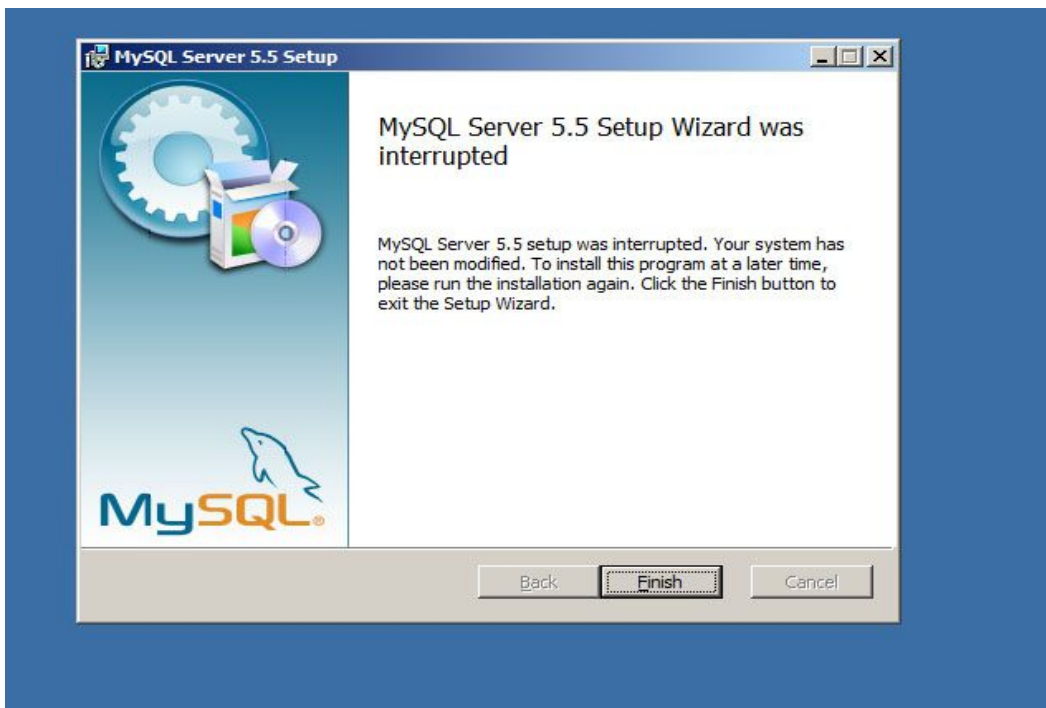 MySQL Server 5.5 Setup
MySQL Server 5.5 Setup Wizard was
interrupted
MySQL Server 5.5 setup was interrupted. Your system has
not been modified. To install this program at a later time,
please run the installation again. Click the Finish button to
exit the Setup Wizard.
MySQL®
Back
Finish
Cancel